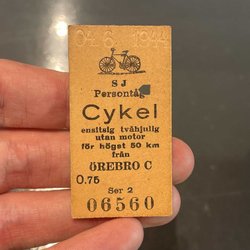 04. 6. 1944
S J
Persontåg
Cykel
ensitsig tvåhjulig
utan motor
för högst 50 km
från
ÖREBRO C
0.75
Ser 2
06560